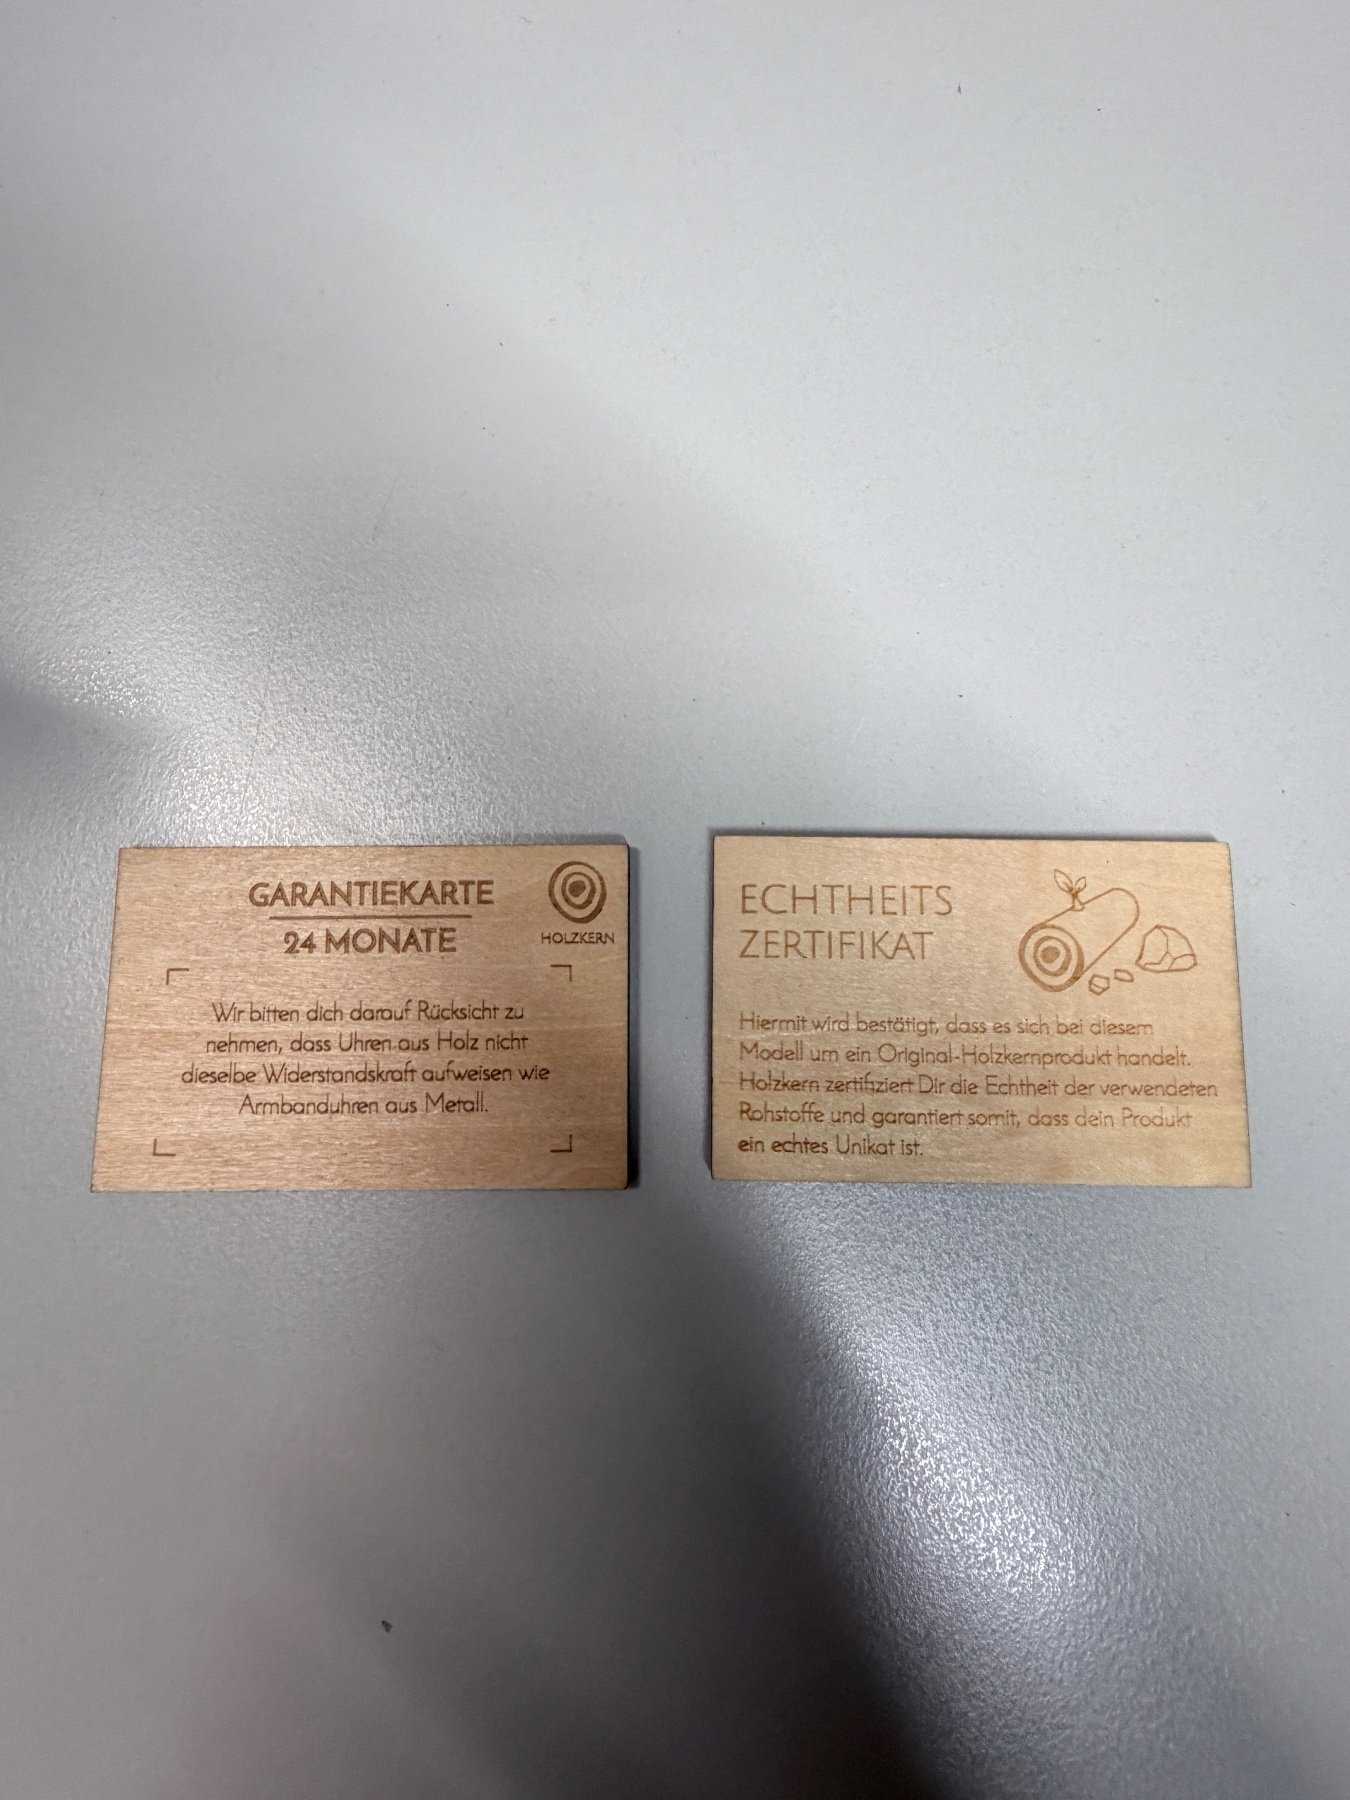 GARANTIEKARTE
24 MONATE
HOLZKERN
Wir bitten dich darauf Rücksicht zu
nehmen, dass Uhren aus Holz nicht
dieselbe Widerstandskraft aufweisen wie
Armbanduhren aus Metall.
ECHTHEITS
ZERTIFIKAT
Hiermit wird bestätigt, dass es sich bei diesem
Modell um ein Original-Holzkernprodukt handelt.
Holzkern zertifiziert Dir die Echtheit der verwendeten
Rohstoffe und garantiert somit, dass dein Produkt
ein echtes Unikat ist.